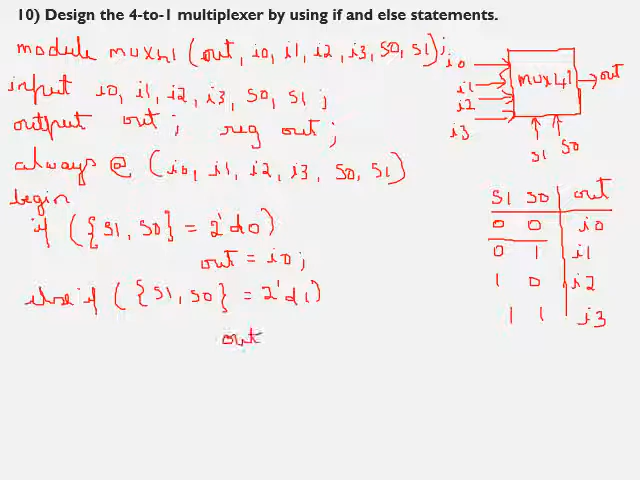 10) Design the 4-to-1 multiplexer by using if and else statements.
module mux41 (out, i0, i1, i2, i3, S0, S1);
input i0, i1, i2, i3, S0, S1;
output out; reg out;
always @ (i0, i1, i2, i3, S0, S1)
begin
if ({S1, S0} = 2'd0)
out = i0;
else if ({S1, S0} = 2'd1)
out
i0
i1
i2
i3
mux41
out
S1 S0
S1 S0 out
0 0 i0
0 1 i1
1 0 i2
1 1 i3